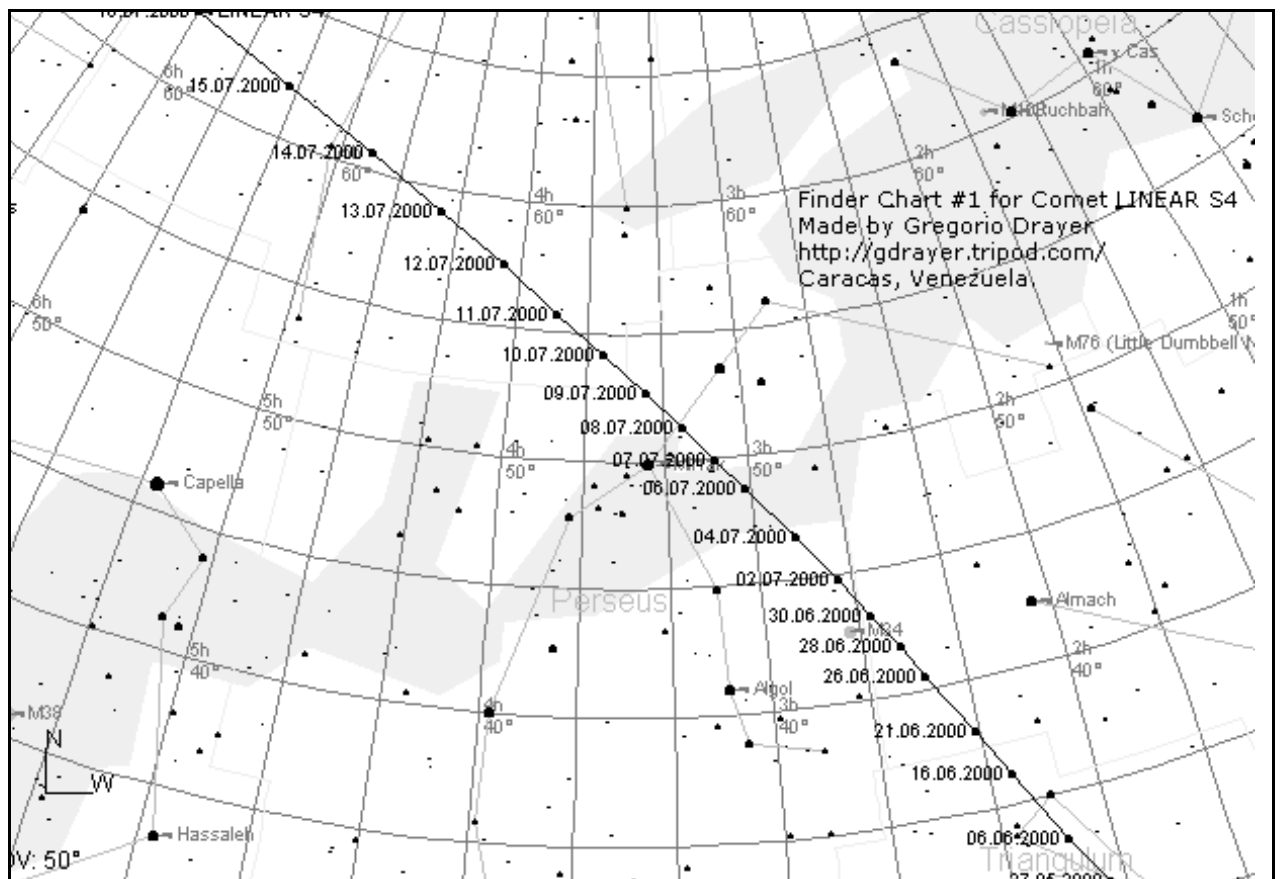 LINEAR S4
Cassiopeia
γ Cas
1h
60°
6h
60°
15.07.2000
Ruchbah
14.07.2000
60°
2h
60°
4h
60°
3h
60°
Finder Chart #1 for Comet LINEAR S4
Made by Gregorio Drayer
http://gdrayer.tripod.com/
Caracas, Venezuela.
13.07.2000
12.07.2000
6h
50°
1h
50°
11.07.2000
M76 (Little Dumbbell
10.07.2000
09.07.2000
5h
50°
2h
50°
08.07.2000
4h
50°
07.07.2000
3h
50°
Capella
06.07.2000
04.07.2000
02.07.2000
Perseus
Almach
30.06.2000
M34
28.06.2000
5h
40°
2h
40°
26.06.2000
Algol
M38
4h
40°
3h
40°
21.06.2000
N
W
16.06.2000
Hassaleh
06.06.2000
V: 50°
Triangulum
27.05.2000